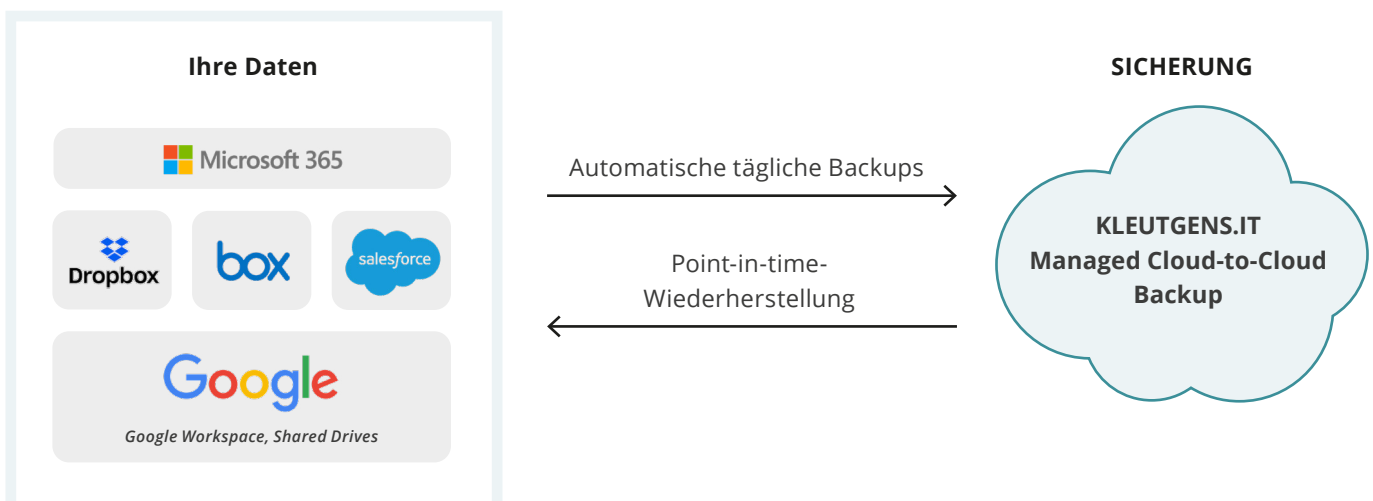 Ihre Daten
Microsoft 365
Dropbox
box
salesforce
Google
Google Workspace, Shared Drives
Automatische tägliche Backups
Point-in-time-
Wiederherstellung
SICHERUNG
KLEUTGENS.IT
Managed Cloud-to-Cloud
Backup